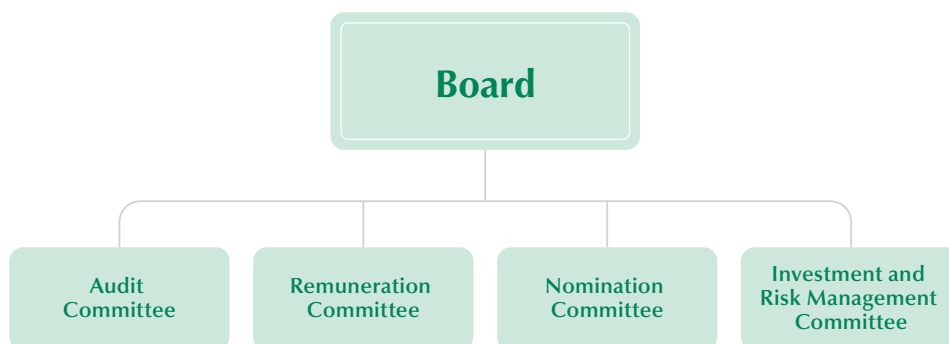 Board
Audit
Committee
Remuneration
Committee
Nomination
Committee
Investment and
Risk Management
Committee